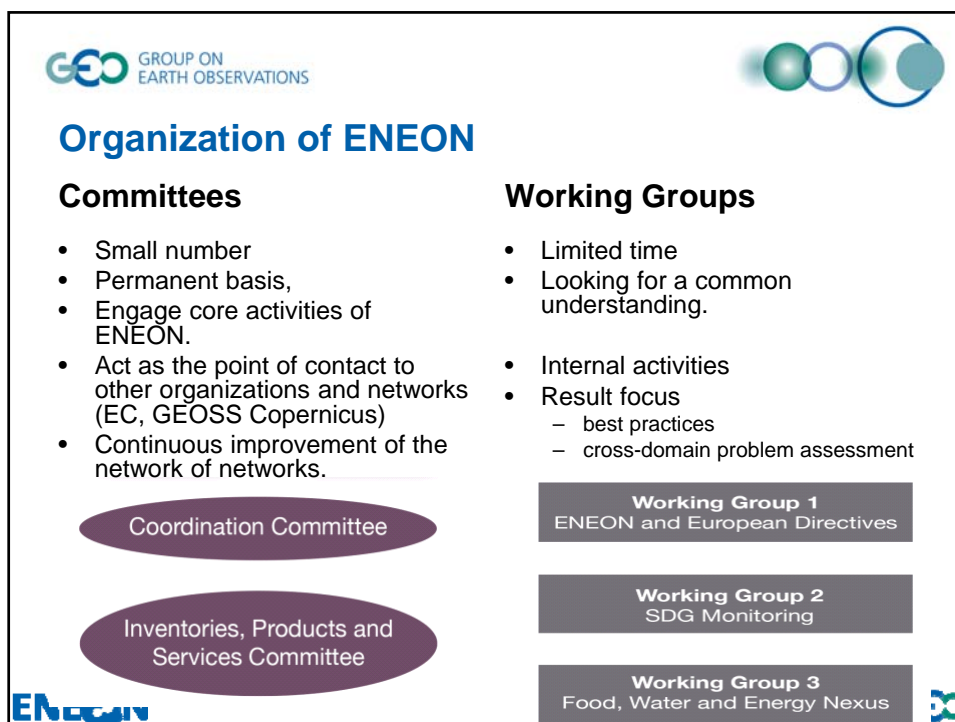 GEO GROUP ON
EARTH OBSERVATIONS
Organization of ENEON
Committees
• Small number
• Permanent basis,
• Engage core activities of
ENEON.
• Act as the point of contact to
other organizations and networks
(EC, GEOSS Copernicus)
• Continuous improvement of the
network of networks.
Coordination Committee
Inventories, Products and
Services Committee
Working Groups
• Limited time
• Looking for a common
understanding.
• Internal activities
• Result focus
– best practices
– cross-domain problem assessment
Working Group 1
ENEON and European Directives
Working Group 2
SDG Monitoring
Working Group 3
Food, Water and Energy Nexus